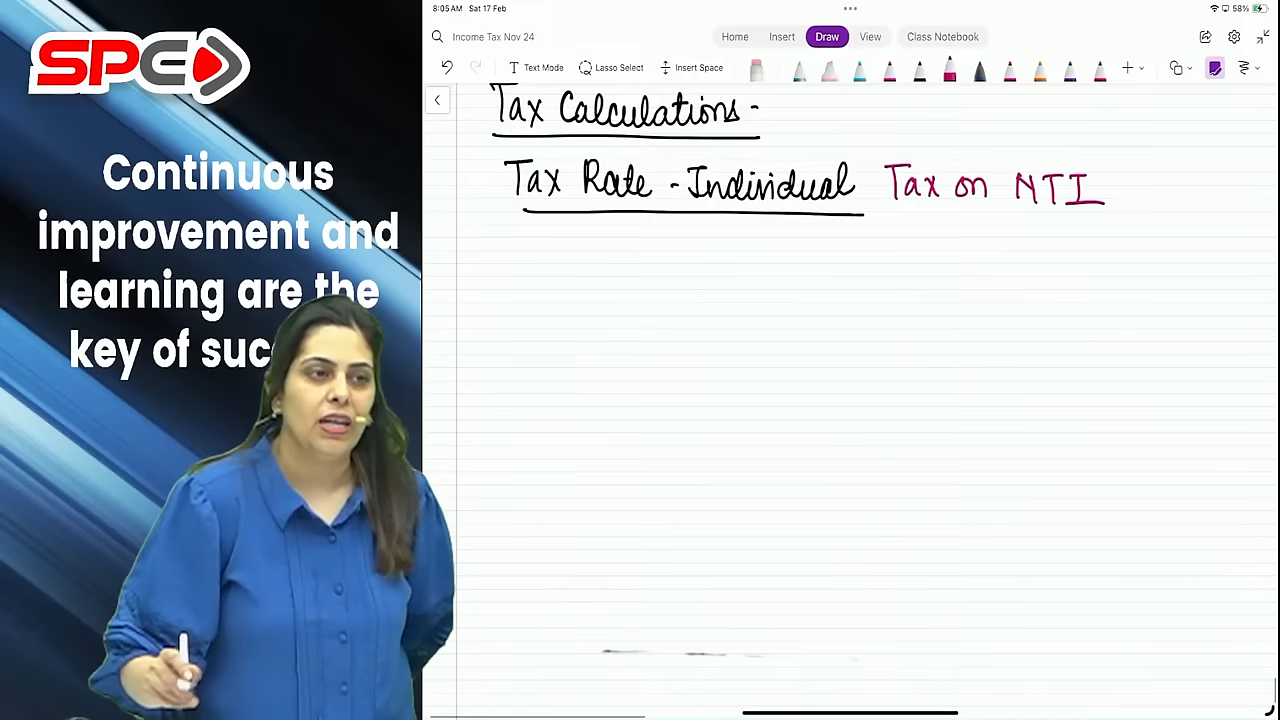 8:05 AM Sat 17 Feb
58%
SPC
Continuous
improvement and
learning are the
key of suc
Income Tax Nov 24
Home Insert Draw View Class Notebook
Text Mode Lasso Select Insert Space
Tax Calculations -
Tax Rate - Individual Tax on NTI